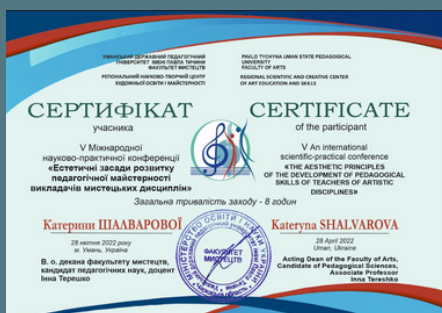 УМАНСЬКИЙ ДЕРЖАВНИЙ ПЕДАГОГІЧНИЙ
УНІВЕРСИТЕТ ІМЕНІ ПАВЛА ТИЧИНИ
ФАКУЛЬТЕТ МИСТЕЦТВ
РЕГІОНАЛЬНИЙ НАУКОВО-ТВОРЧИЙ ЦЕНТР
ХУДОЖНЬОЇ ОСВІТИ І МАЙСТЕРНОСТІ
СЕРТИФІКАТ
учасника
V Міжнародної
науково-практичної конференції
«Естетичні засади розвитку
педагогічної майстерності
викладачів мистецьких дисциплін»
PAVLO TYCHYNA UMAN STATE PEDAGOGICAL
UNIVERSITY
FACULTY OF ARTS
REGIONAL SCIENTIFIC AND CREATIVE CENTER
OF ART EDUCATION AND SKILLS
CERTIFICATE
of the participant
V An international
scientific-practical conference
«THE AESTHETIC PRINCIPLES
OF THE DEVELOPMENT OF PEDAGOGICAL
SKILLS OF TEACHERS OF ARTISTIC
DISCIPLINES»
Загальна тривалість заходу - 8 годин
Катерини ШАЛВАРОВОЇ
28 квітня 2022 року
м. Умань, Україна
В. о. декана факультету мистецтв,
кандидат педагогічних наук, доцент
Інна Терешко
ФАКУЛЬТЕТ
МИСТЕЦТВ
Kateryna SHALVAROVA
28 April 2022
Uman, Ukraine
Acting Dean of the Faculty of Arts,
Candidate of Pedagogical Sciences,
Associate Professor
Inna Tereshko